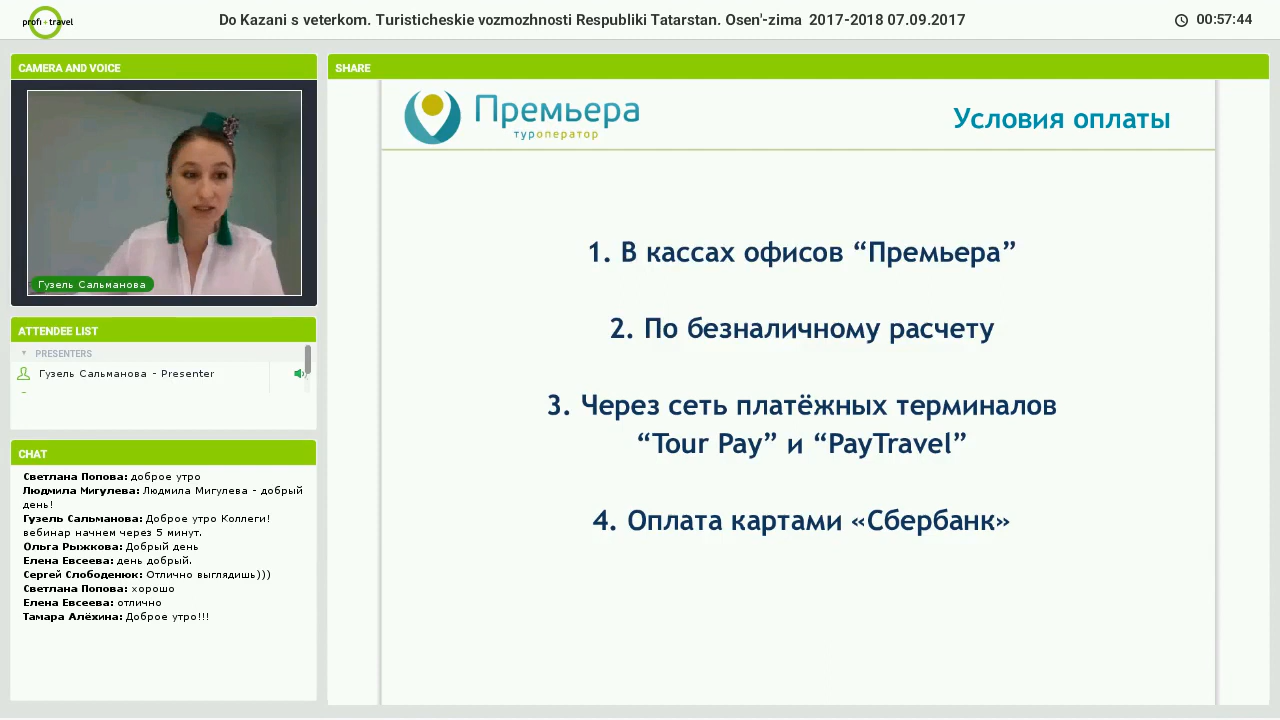 profi+travel
Do Kazani s veterkom. Turisticheskie vozmozhnosti Respubliki Tatarstan. Osen'-zima 2017-2018 07.09.2017
00:57:44
CAMERA AND VOICE
Гузель Сальманова
ATTENDEE LIST
PRESENTERS
Гузель Сальманова - Presenter
CHAT
Светлана Попова: доброе утро
Людмила Мигулева: Людмила Мигулева - добрый
день!
Гузель Сальманова: Доброе утро Коллеги!
вебинар начнем через 5 минут.
Ольга Рыжкова: Добрый день
Елена Евсеева: день добрый.
Сергей Слободенюк: Отлично выглядишь)))
Светлана Попова: хорошо
Елена Евсеева: отлично
Тамара Алёхина: Доброе утро!!!
SHARE
Премьера
туроператор
Условия оплаты
1. В кассах офисов “Премьера”
2. По безналичному расчету
3. Через сеть платёжных терминалов
“Tour Pay” и “PayTravel”
4. Оплата картами «Сбербанк»